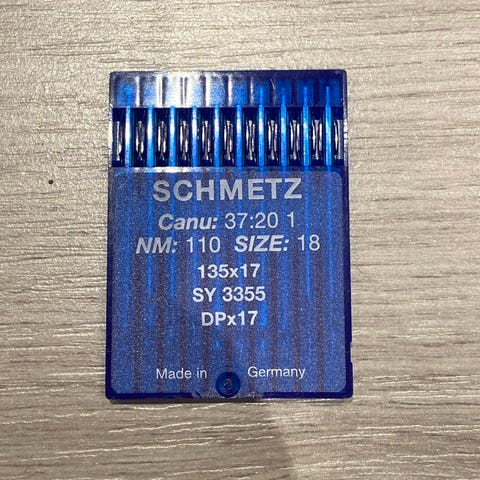 SCHMETZ
Canu: 37:20 1
NM: 110 SIZE: 18
135x17
SY 3355
DPx17
Made in Germany